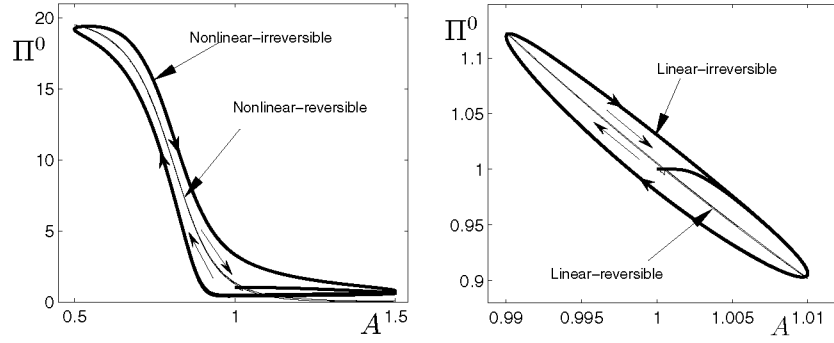 20
Π⁰
15
10
5
0
0.5
1
A
1.5
Nonlinear–irreversible
Nonlinear–reversible
Π⁰
1.1
1.05
1
0.95
0.9
0.99
0.995
1
1.005
A
1.01
Linear–irreversible
Linear–reversible